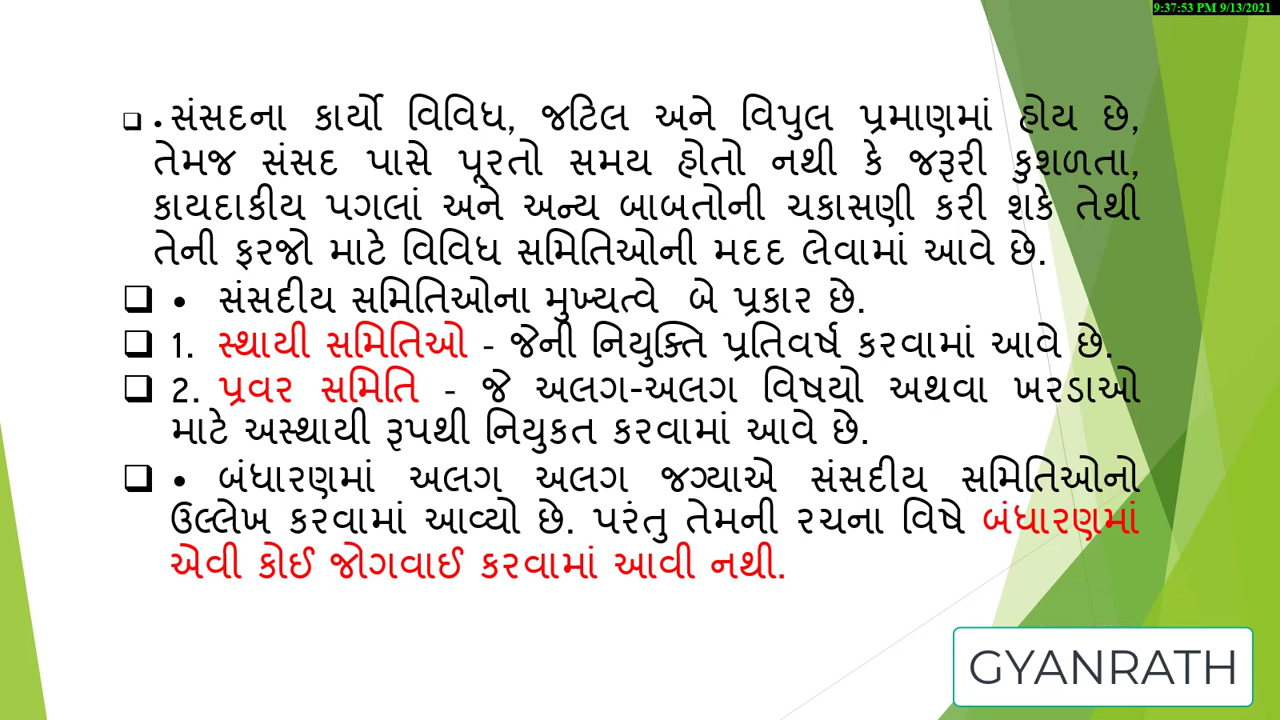 9:37:53 PM 9/13/2021
❑ • સંસદના કાર્યો વિવિધ, જટિલ અને વિપુલ પ્રમાણમાં હોય છે,
તેમજ સંસદ પાસે પૂરતો સમય હોતો નથી કે જરૂરી કુશળતા,
કાયદાકીય પગલાં અને અન્ય બાબતોની ચકાસણી કરી શકે તેથી
તેની ફરજો માટે વિવિધ સમિતિઓની મદદ લેવામાં આવે છે.
❑ • સંસદીય સમિતિઓના મુખ્યત્વે બે પ્રકાર છે.
❑ 1. સ્થાયી સમિતિઓ - જેની નિયુક્તિ પ્રતિવર્ષ કરવામાં આવે છે.
❑ 2. પ્રવર સમિતિ - જે અલગ-અલગ વિષયો અથવા ખરડાઓ
માટે અસ્થાયી રૂપથી નિયુકત કરવામાં આવે છે.
❑ • બંધારણમાં અલગ અલગ જગ્યાએ સંસદીય સમિતિઓનો
ઉલ્લેખ કરવામાં આવ્યો છે. પરંતુ તેમની રચના વિષે બંધારણમાં
એવી કોઈ જોગવાઈ કરવામાં આવી નથી.
GYANRATH